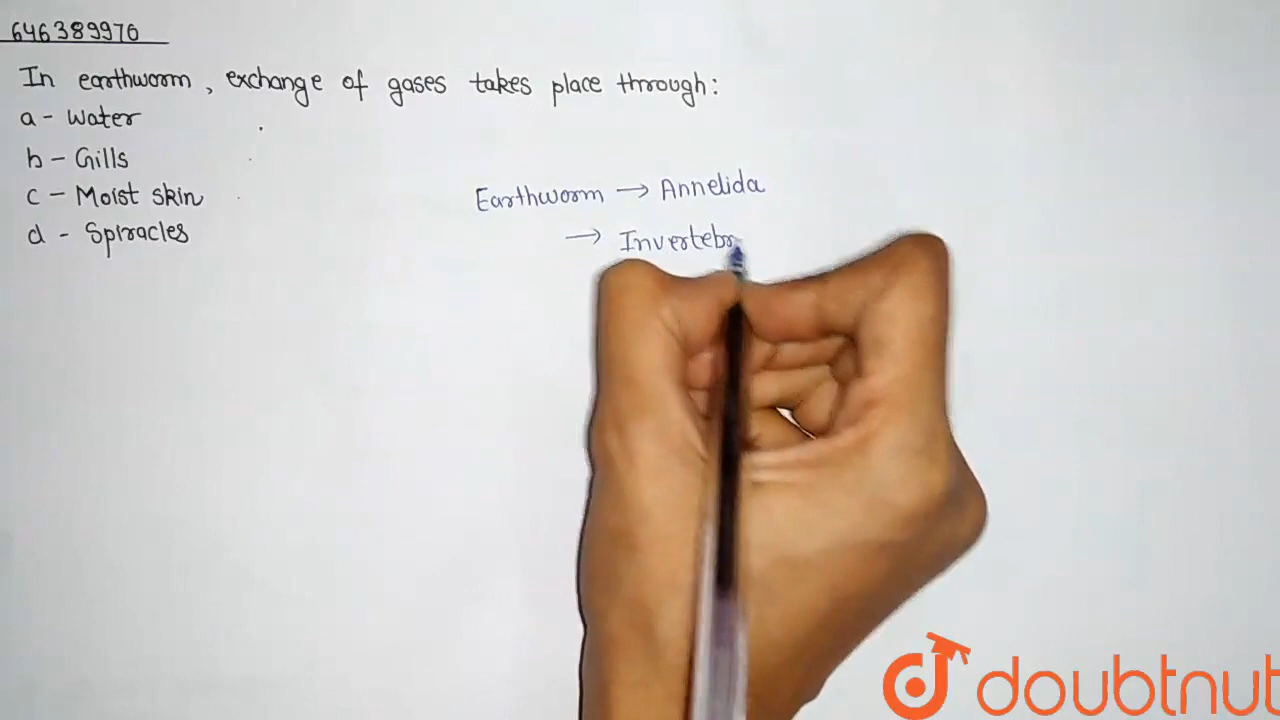 646389970
In earthworm, exchange of gases takes place through:
a - Water
b - Gills
c - Moist skin
d - Spiracles
Earthworm → Annelida
→ Invertebr
doubtnut